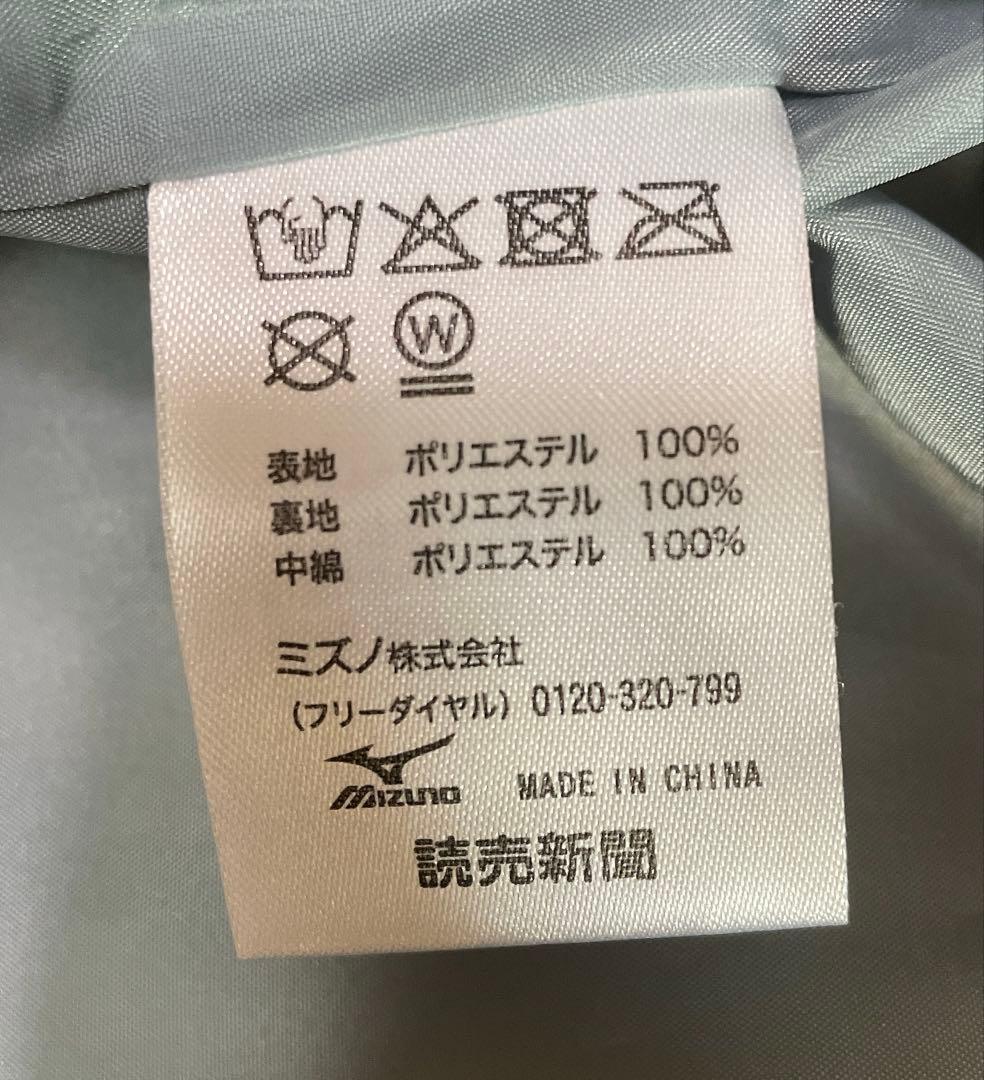 W
表地 ポリエステル 100%
裏地 ポリエステル 100%
中綿 ポリエステル 100%
ミズノ株式会社
(フリーダイヤル) 0120-320-799
MIZUNO MADE IN CHINA
読売新聞